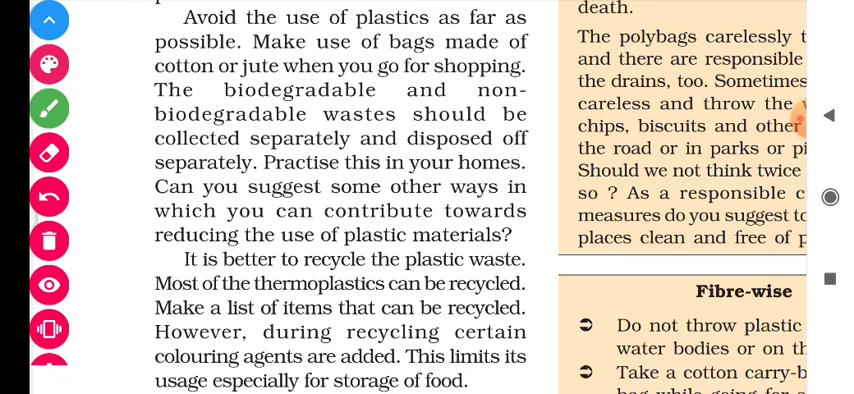 Avoid the use of plastics as far as
possible. Make use of bags made of
cotton or jute when you go for shopping.
The biodegradable and non-
biodegradable wastes should be
collected separately and disposed off
separately. Practise this in your homes.
Can you suggest some other ways in
which you can contribute towards
reducing the use of plastic materials?
It is better to recycle the plastic waste.
Most of the thermoplastics can be recycled.
Make a list of items that can be recycled.
However, during recycling certain
colouring agents are added. This limits its
usage especially for storage of food.
death.
The polybags carelessly
and there are responsible
the drains, too. Sometimes
careless and throw the
chips, biscuits and other
the road or in parks or
Should we not think twice
so ? As a responsible
measures do you suggest
places clean and free of
Fibre-wise
➲ Do not throw plastic
water bodies or on
➲ Take a cotton carry-b
bag while going for